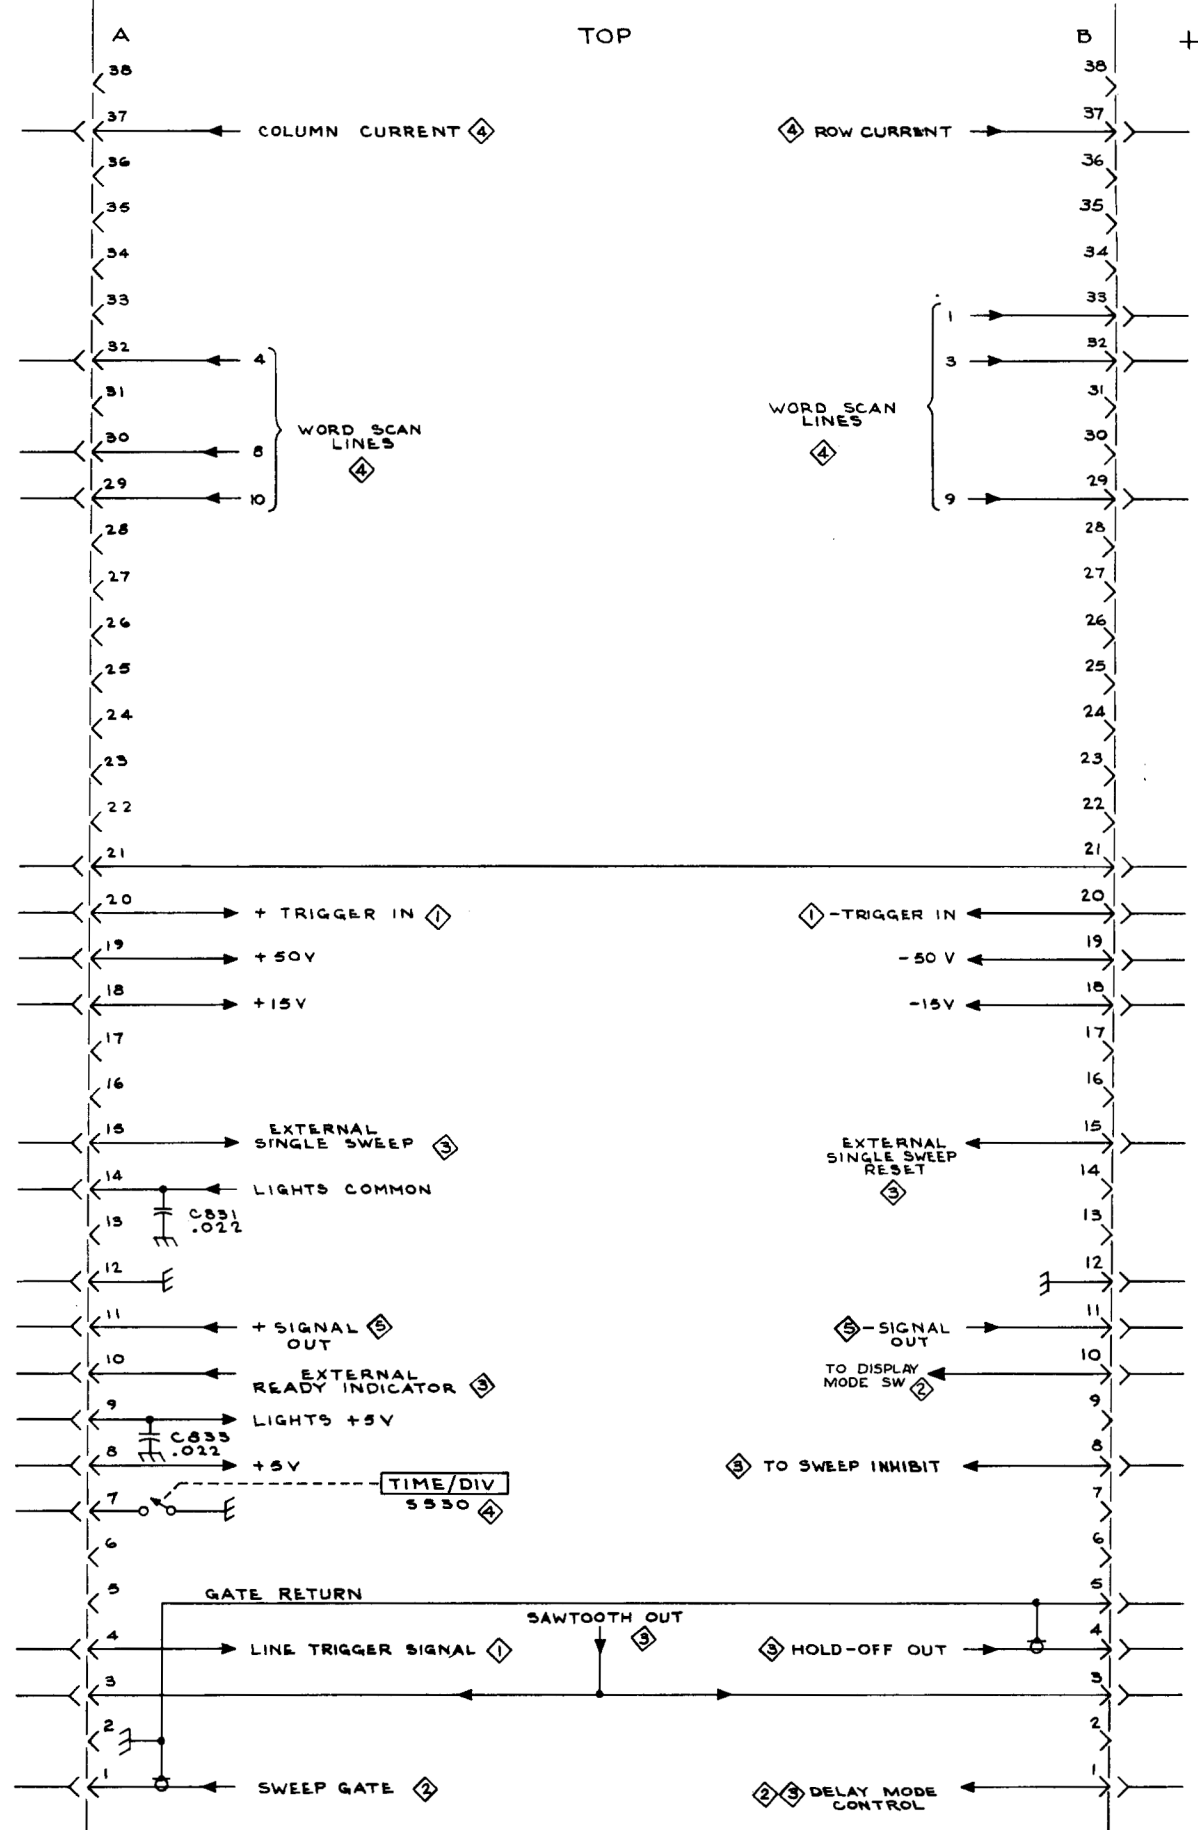 A TOP B +
38 38
37 COLUMN CURRENT 4 4 ROW CURRENT 37
36 36
35 35
34 34
33 1 33
32 4 3 32
31 31
WORD SCAN LINES 4
WORD SCAN LINES 4
30 8 30
29 10 9 29
28 28
27 27
26 26
25 25
24 24
23 23
22 22
21 21
20 + TRIGGER IN 1 1 -TRIGGER IN 20
19 +50V -50 V 19
18 +15V -15V 18
17 17
16 16
15 EXTERNAL SINGLE SWEEP 3 EXTERNAL SINGLE SWEEP RESET 3 15
14 LIGHTS COMMON 14
C831
.022
13 13
12 12
11 + SIGNAL OUT 5 5 -SIGNAL OUT 11
10 EXTERNAL READY INDICATOR 3 TO DISPLAY MODE SW 2 10
9 LIGHTS +5V 9
C833
.022
8 +5V 3 TO SWEEP INHIBIT 8
7 TIME/DIV 7
S530 4
6 6
5 GATE RETURN 5
SAWTOOTH OUT 3
4 LINE TRIGGER SIGNAL 1 3 HOLD-OFF OUT 4
3 3
2 2
1 SWEEP GATE 2 2 3 DELAY MODE CONTROL 1